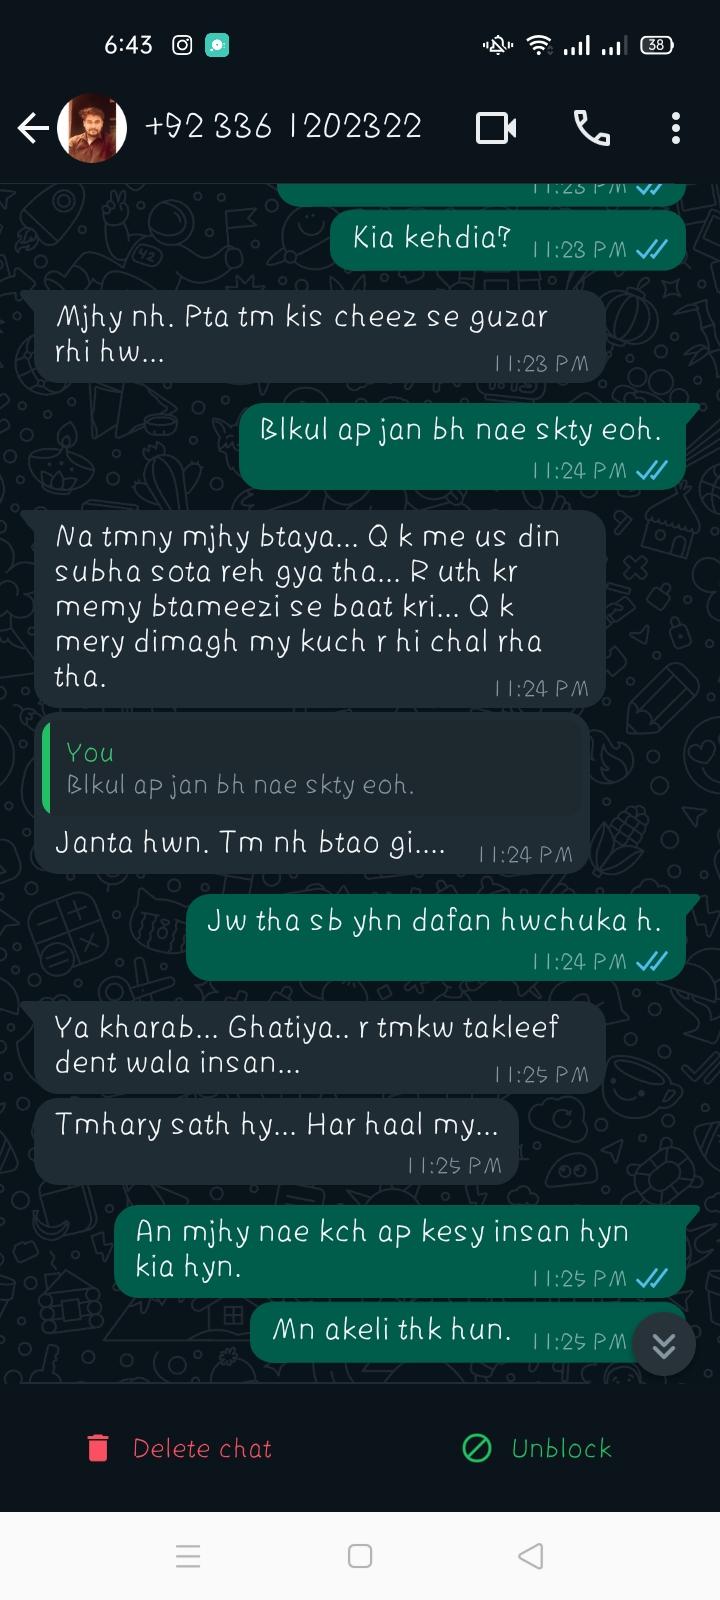 6:43
38
+92 336 1202322
11:23 PM
Kia kehdia?
11:23 PM
Mjhy nh. Pta tm kis cheez se guzar
rhi hw...
11:23 PM
Blkul ap jan bh nae skty eoh.
11:24 PM
Na tmny mjhy btaya... Q k me us din
subha sota reh gya tha... R uth kr
memy btameezi se baat kri... Q k
mery dimagh my kuch r hi chal rha
tha.
11:24 PM
You
Blkul ap jan bh nae skty eoh.
Janta hwn. Tm nh btao gi....
11:24 PM
Jw tha sb yhn dafan hwchuka h.
11:24 PM
Ya kharab... Ghatiya.. r tmkw takleef
dent wala insan...
11:25 PM
Tmhary sath hy... Har haal my...
11:25 PM
An mjhy nae kch ap kesy insan hyn
kia hyn.
11:25 PM
Mn akeli thk hun.
11:25 PM
Delete chat
Unblock